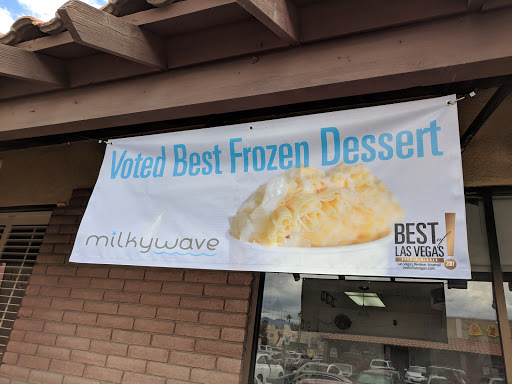 Voted Best Frozen Dessert
milkywave
BEST
of
LAS VEGAS